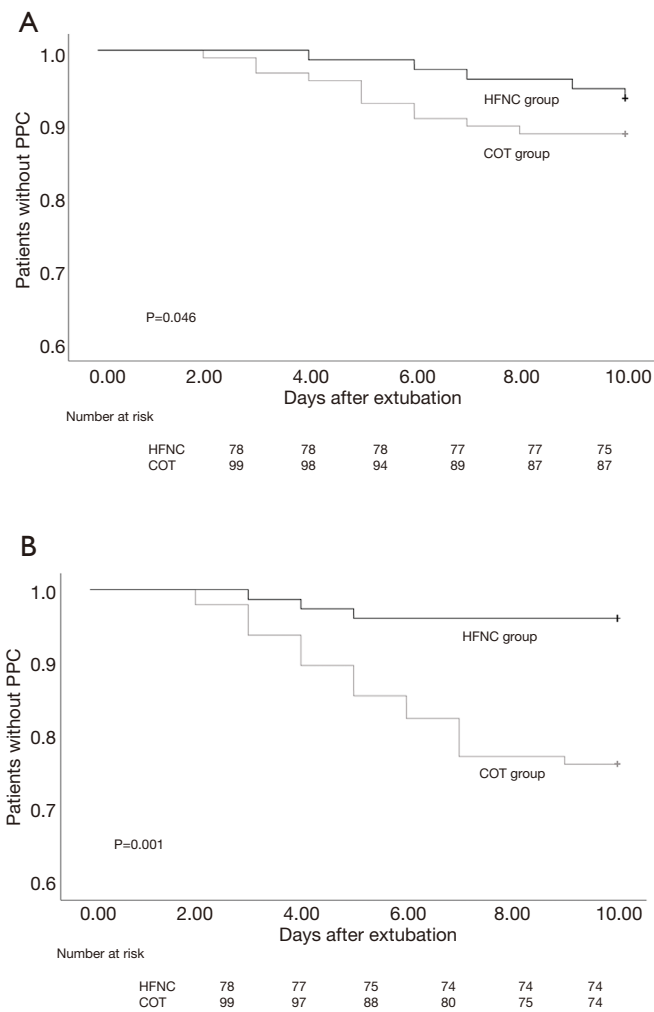 A
1.0
0.9
0.8
0.7
0.6
Patients without PPC
HFNC group
COT group
P=0.046
0.00 2.00 4.00 6.00 8.00 10.00
Days after extubation
Number at risk
HFNC 78 78 78 77 77 75
COT 99 98 94 89 87 87
B
1.0
0.9
0.8
0.7
0.6
Patients without PPC
HFNC group
COT group
P=0.001
0.00 2.00 4.00 6.00 8.00 10.00
Days after extubation
Number at risk
HFNC 78 77 75 74 74 74
COT 99 97 88 80 75 74